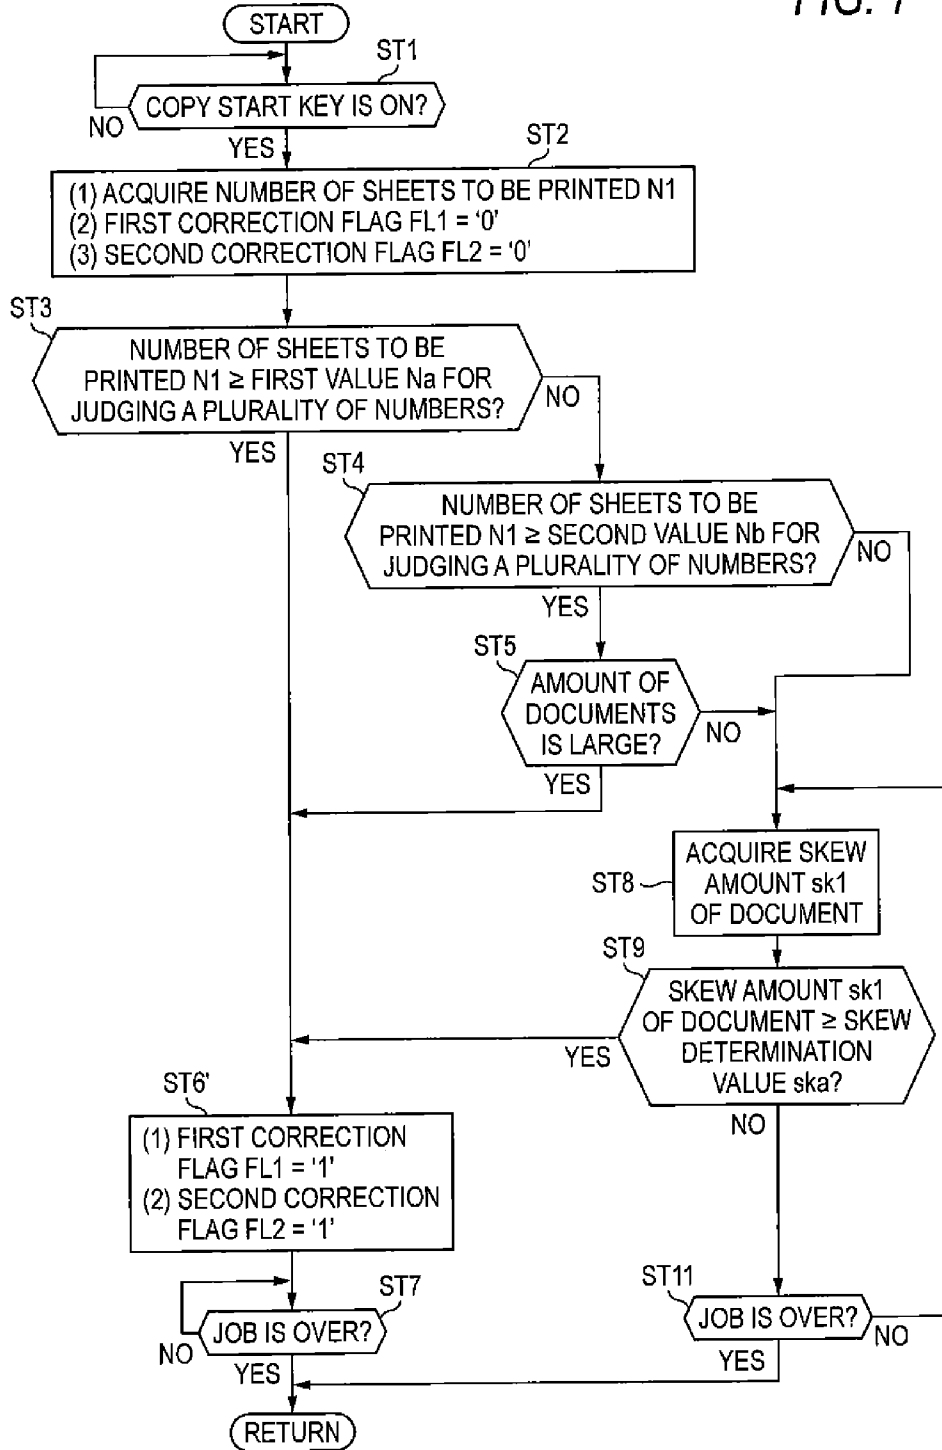 FIG. 7
START
ST1
COPY START KEY IS ON?
NO
YES
ST2
(1) ACQUIRE NUMBER OF SHEETS TO BE PRINTED N1
(2) FIRST CORRECTION FLAG FL1 = ‘0’
(3) SECOND CORRECTION FLAG FL2 = ‘0’
ST3
NUMBER OF SHEETS TO BE
PRINTED N1 ≥ FIRST VALUE Na FOR
JUDGING A PLURALITY OF NUMBERS?
NO
YES
ST4
NUMBER OF SHEETS TO BE
PRINTED N1 ≥ SECOND VALUE Nb FOR
JUDGING A PLURALITY OF NUMBERS?
NO
YES
ST5
AMOUNT OF
DOCUMENTS
IS LARGE?
NO
YES
ST8
ACQUIRE SKEW
AMOUNT sk1
OF DOCUMENT
ST9
SKEW AMOUNT sk1
OF DOCUMENT ≥ SKEW
DETERMINATION
VALUE ska?
YES
NO
ST6'
(1) FIRST CORRECTION
FLAG FL1 = ‘1’
(2) SECOND CORRECTION
FLAG FL2 = ‘1’
ST7
JOB IS OVER?
NO
YES
ST11
JOB IS OVER?
NO
YES
RETURN